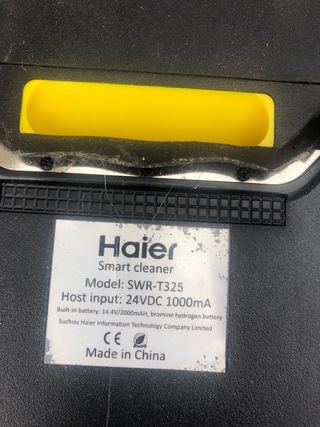 Haier
Smart cleaner
Model: SWR-T325
Host input: 24VDC 1000mA
Built-in battery: 14.4V/2000mAH, bromine hydrogen battery
Suzhou Haier Information Technology Company Limited
CE RoHS
Made in China